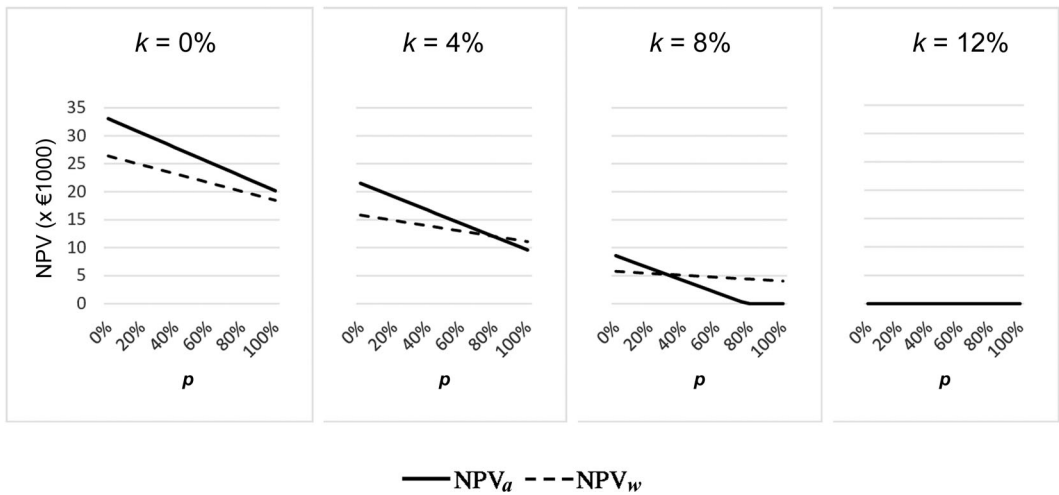 k = 0%
k = 4%
k = 8%
k = 12%
NPV (x €1000)
35
30
25
20
15
10
5
0
0% 20% 40% 60% 80% 100%
0% 20% 40% 60% 80% 100%
0% 20% 40% 60% 80% 100%
0% 20% 40% 60% 80% 100%
p
p
p
p
NPVa NPVw